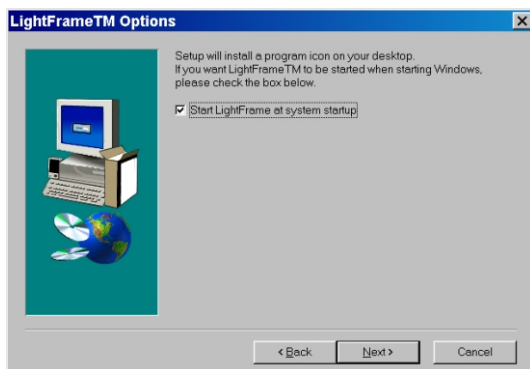 LightFrameTM Options
Setup will install a program icon on your desktop.
If you want LightFrameTM to be started when starting Windows,
please check the box below.
Start LightFrame at system startup
< Back
Next >
Cancel